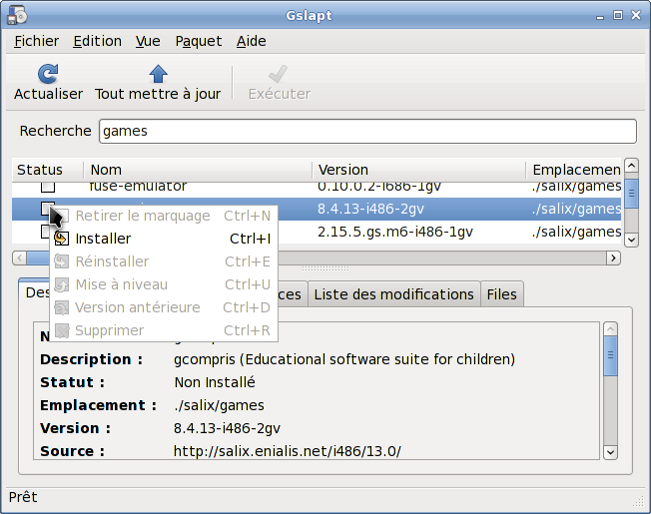 Gslapt
Fichier Edition Vue Paquet Aide
Actualiser Tout mettre à jour Exécuter
Recherche games
Status Nom Version Emplacemen
fuse-emulator 0.10.0.2-i686-1gv ./salix/games
8.4.13-i486-2gv ./salix/games
2.15.5.gs.m6-i486-1gv ./salix/games
Retirer le marquage Ctrl+N
Installer Ctrl+I
Réinstaller Ctrl+E
Mise à niveau Ctrl+U
Version antérieure Ctrl+D
Supprimer Ctrl+R
Des ces Liste des modifications Files
N
Description : gcompris (Educational software suite for children)
Statut : Non Installé
Emplacement : ./salix/games
Version : 8.4.13-i486-2gv
Source : http://salix.enialis.net/i486/13.0/
Prêt